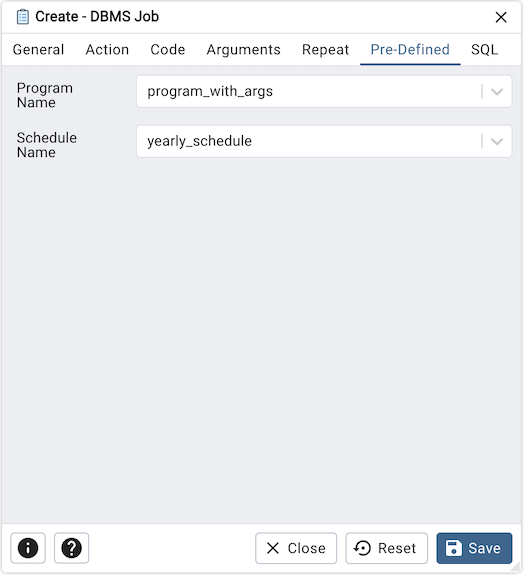 Create - DBMS Job
General Action Code Arguments Repeat Pre-Defined SQL
Program
Name
program_with_args
Schedule
Name
yearly_schedule
Close Reset Save